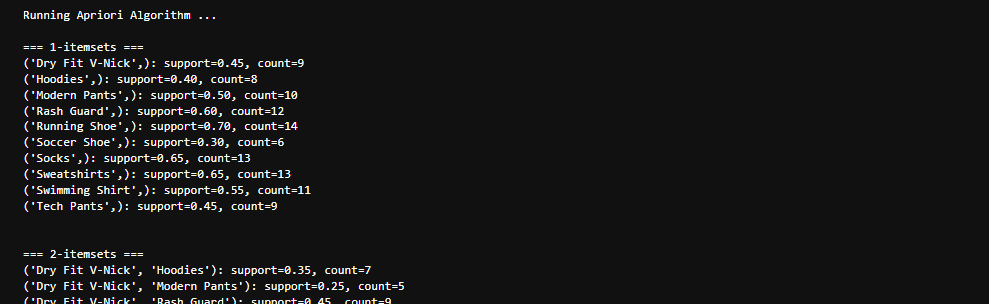 Running Apriori Algorithm ...
=== 1-itemsets ===
('Dry Fit V-Nick',): support=0.45, count=9
('Hoodies',): support=0.40, count=8
('Modern Pants',): support=0.50, count=10
('Rash Guard',): support=0.60, count=12
('Running Shoe',): support=0.70, count=14
('Soccer Shoe',): support=0.30, count=6
('Socks',): support=0.65, count=13
('Sweatshirts',): support=0.65, count=13
('Swimming Shirt',): support=0.55, count=11
('Tech Pants',): support=0.45, count=9
=== 2-itemsets ===
('Dry Fit V-Nick', 'Hoodies'): support=0.35, count=7
('Dry Fit V-Nick', 'Modern Pants'): support=0.25, count=5
('Dry Fit V-Nick', 'Rash Guard'): support=0.45, count=9